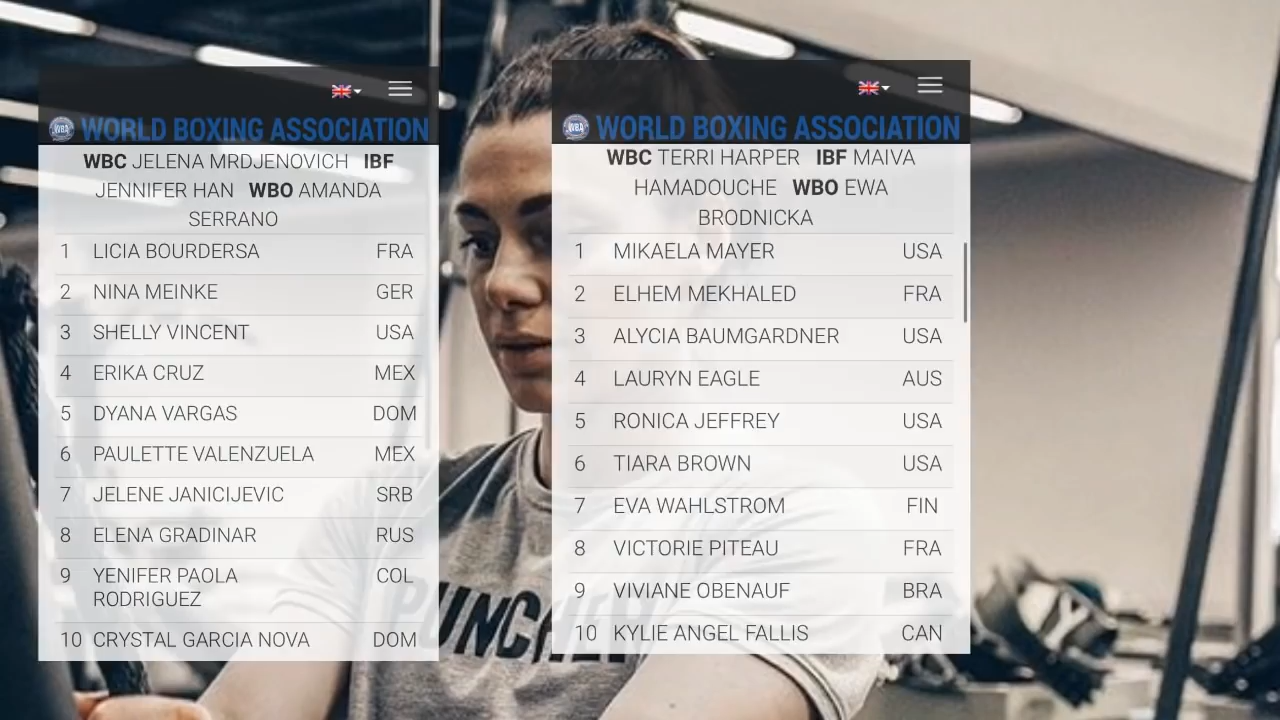 WORLD BOXING ASSOCIATION
WBC JELENA MRDJENOVICH IBF
JENNIFER HAN WBO AMANDA
SERRANO
1 LICIA BOURDERSA FRA
2 NINA MEINKE GER
3 SHELLY VINCENT USA
4 ERIKA CRUZ MEX
5 DYANA VARGAS DOM
6 PAULETTE VALENZUELA MEX
7 JELENE JANICIJEVIC SRB
8 ELENA GRADINAR RUS
9 YENIFER PAOLA COL
RODRIGUEZ
10 CRYSTAL GARCIA NOVA DOM
WORLD BOXING ASSOCIATION
WBC TERRI HARPER IBF MAIVA
HAMADOUCHE WBO EWA
BRODNICKA
1 MIKAELA MAYER USA
2 ELHEM MEKHALED FRA
3 ALYCIA BAUMGARDNER USA
4 LAURYN EAGLE AUS
5 RONICA JEFFREY USA
6 TIARA BROWN USA
7 EVA WAHLSTROM FIN
8 VICTORIE PITEAU FRA
9 VIVIANE OBENAUF BRA
10 KYLIE ANGEL FALLIS CAN